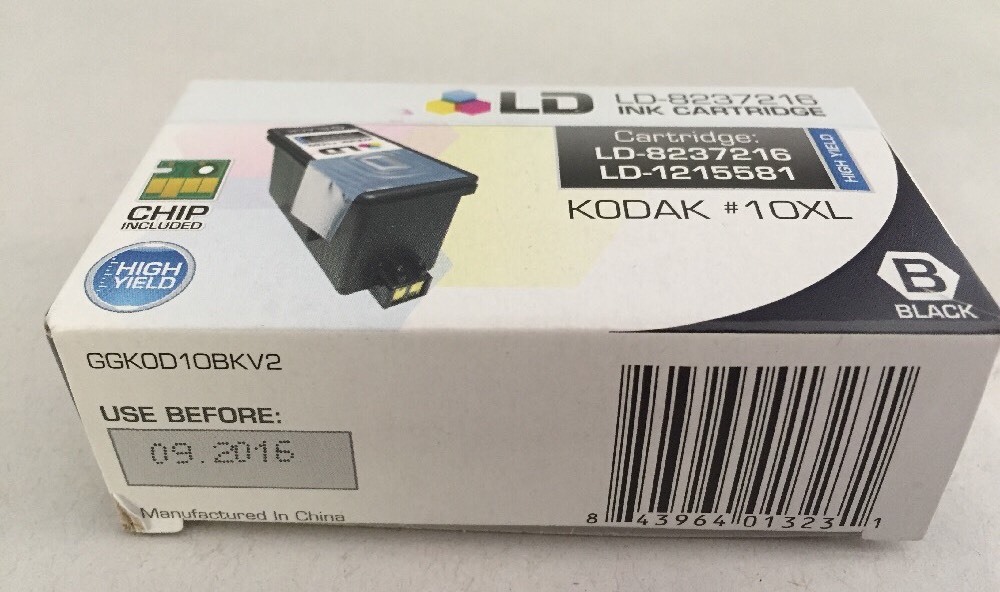 LD
LD-8237216
INK CARTRIDGE
Cartridge:
LD-8237216
LD-1215581
HIGH YIELD
KODAK #10XL
CHIP
INCLUDED
HIGH
YIELD
B
BLACK
GGKOD10BKV2
USE BEFORE:
09.2016
Manufactured In China
8 43964 01323 1